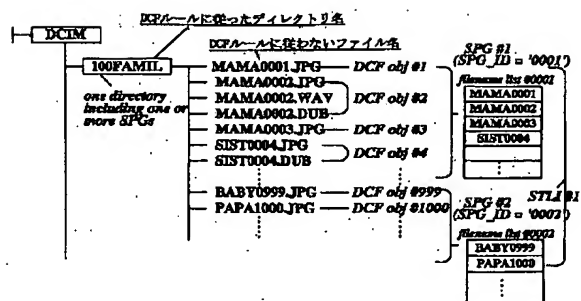 DCFルールに従ったディレクトリ名
DCIM
DCFルールに従わないファイル名
100FAMIL
one directory
including one or
more SPGs
MAMA0001.JPG
DCF obj #1
MAMA0002.JPG
MAMA0002.WAV
DCF obj #2
MAMA0002.DUB
MAMA0003.JPG
DCF obj #3
SIST0004.JPG
DCF obj #4
SIST0004.DUB
BABY0999.JPG
DCF obj #999
PAPA1000.JPG
DCF obj #1000
SPG #1
(SPG_ID = '0001')
filename list #0001
MAMA0001
MAMA0002
MAMA0003
SIST0004
SPG #2
(SPG_ID = '0002')
STLI #1
filename list #0002
BABY0999
PAPA1000